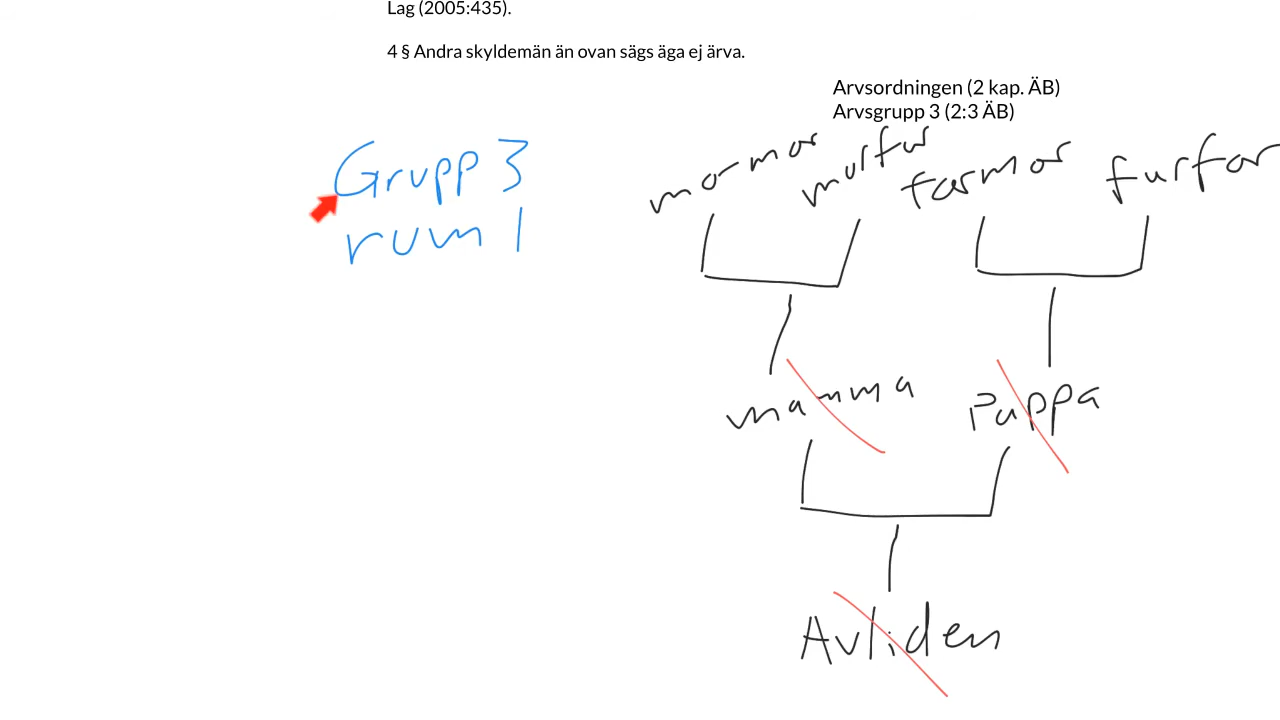 Lag (2005:435).
4 § Andra skyldemän än ovan sägs äga ej ärva.
Arvsordningen (2 kap. ÄB)
Arvsgrupp 3 (2:3 ÄB)
Grupp 3
rum 1
mormor morfar farmor farfar
mamma Pappa
Avliden